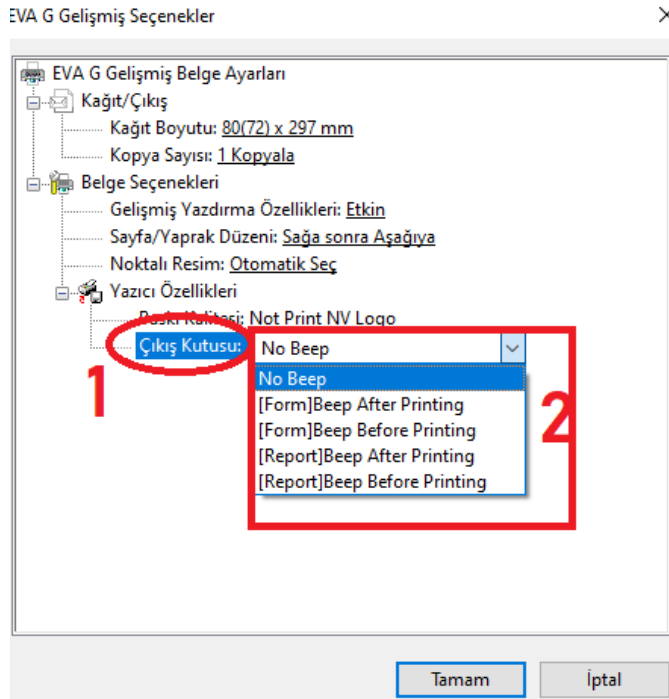 EVA G Gelişmiş Seçenekler
EVA G Gelişmiş Belge Ayarları
Kağıt/Çıkış
Kağıt Boyutu: 80(72) x 297 mm
Kopya Sayısı: 1 Kopyala
Belge Seçenekleri
Gelişmiş Yazdırma Özellikleri: Etkin
Sayfa/Yaprak Düzeni: Sağa sonra Aşağıya
Noktalı Resim: Otomatik Seç
Yazıcı Özellikleri
Baskı Kalitesi: Not Print NV Logo
Çıkış Kutusu: No Beep
No Beep
[Form]Beep After Printing
[Form]Beep Before Printing
[Report]Beep After Printing
[Report]Beep Before Printing
1
2
Tamam
İptal